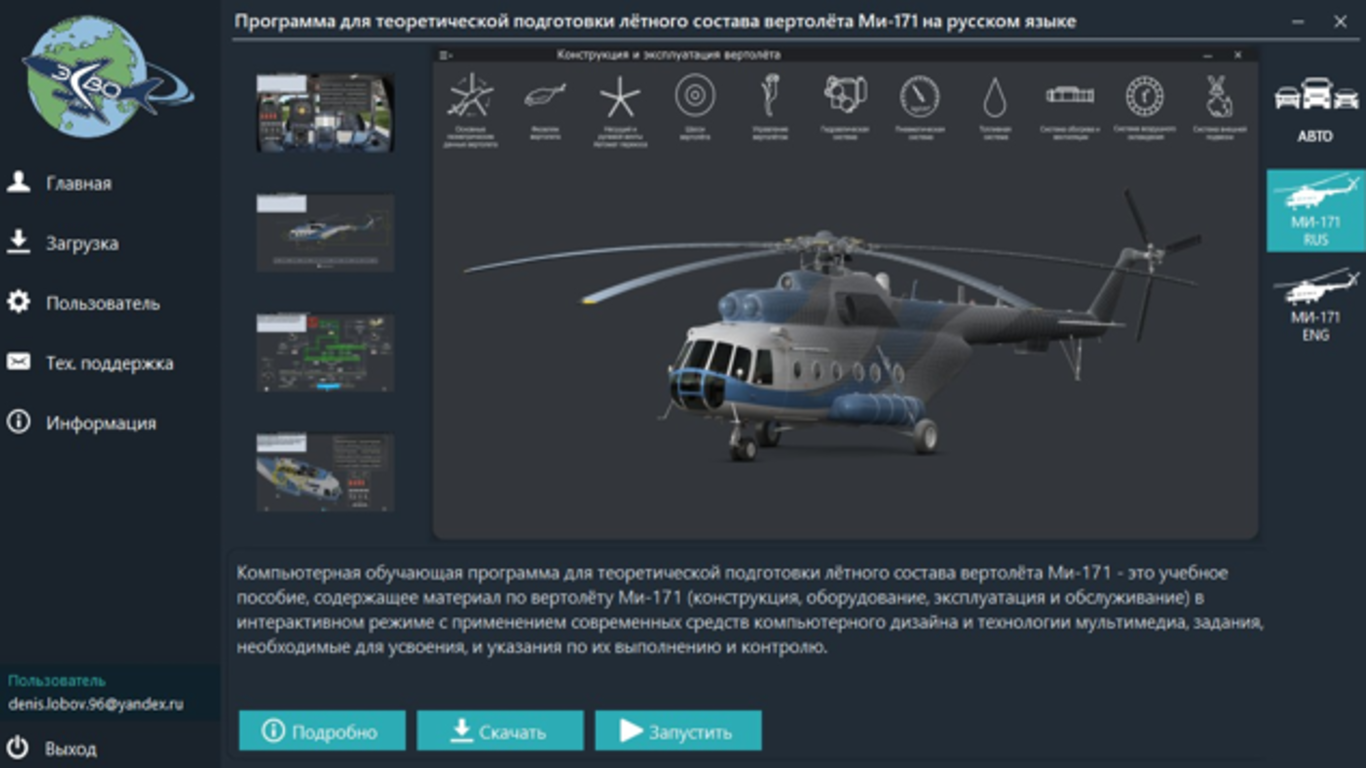 Программа для теоретической подготовки лётного состава вертолёта Ми-171 на русском языке
ЭВО
Главная
Загрузка
Пользователь
Тех. поддержка
Информация
Пользователь
denis.lobov.96@yandex.ru
Выход
Конструкция и эксплуатация вертолёта
Основные
геометрические
данные вертолета
Фюзеляж
вертолета
Несущий и
рулевой винты
Автомат перекоса
Шасси
вертолёта
Управление
вертолётом
Гидравлическая
система
Пневматическая
система
Топливная
система
Система обогрева и
вентиляции
Система воздушного
охлаждения
Система внешней
подвески
АВТО
МИ-171
RUS
МИ-171
ENG
Компьютерная обучающая программа для теоретической подготовки лётного состава вертолёта Ми-171 - это учебное
пособие, содержащее материал по вертолёту Ми-171 (конструкция, оборудование, эксплуатация и обслуживание) в
интерактивном режиме с применением современных средств компьютерного дизайна и технологии мультимедиа, задания,
необходимые для усвоения, и указания по их выполнению и контролю.
Подробно
Скачать
Запустить